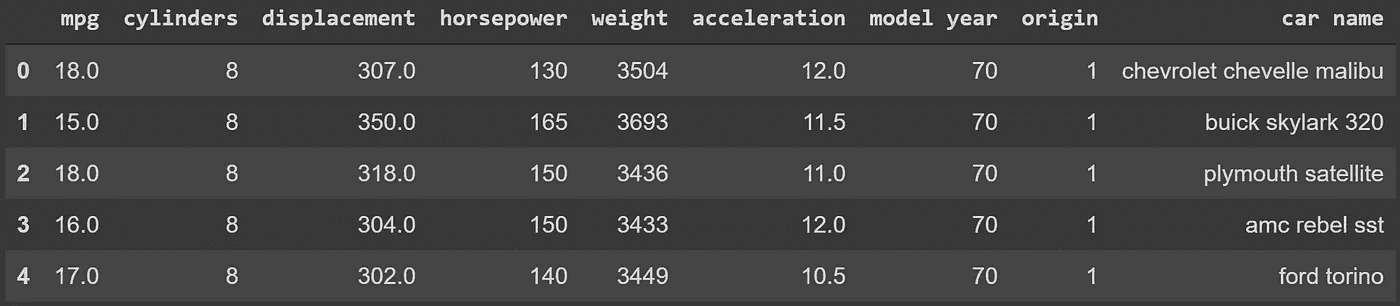 mpg cylinders displacement horsepower weight acceleration model year origin car name
0 18.0 8 307.0 130 3504 12.0 70 1 chevrolet chevelle malibu
1 15.0 8 350.0 165 3693 11.5 70 1 buick skylark 320
2 18.0 8 318.0 150 3436 11.0 70 1 plymouth satellite
3 16.0 8 304.0 150 3433 12.0 70 1 amc rebel sst
4 17.0 8 302.0 140 3449 10.5 70 1 ford torino